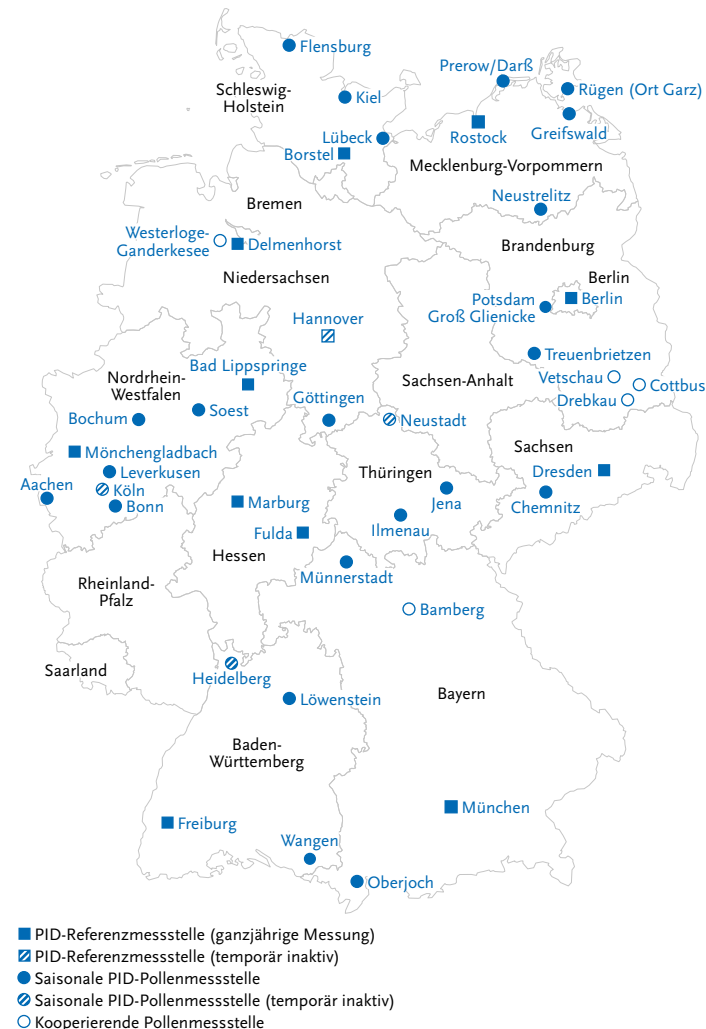 Flensburg
Prerow/Darß
Schleswig-
Holstein
Kiel
Rügen (Ort Garz)
Lübeck
Rostock
Greifswald
Borstel
Mecklenburg-Vorpommern
Neustrelitz
Bremen
Westerloge-
Ganderkesee
Delmenhorst
Brandenburg
Niedersachsen
Berlin
Potsdam
Groß Glienicke
Berlin
Hannover
Treuenbrietzen
Bad Lippspringe
Nordrhein-
Westfalen
Sachsen-Anhalt
Vetschau
Cottbus
Drebkau
Göttingen
Soest
Bochum
Neustadt
Sachsen
Mönchengladbach
Leverkusen
Thüringen
Dresden
Aachen
Köln
Bonn
Marburg
Jena
Chemnitz
Fulda
Ilmenau
Hessen
Münnerstadt
Rheinland-
Pfalz
Bamberg
Saarland
Heidelberg
Bayern
Löwenstein
Baden-
Württemberg
München
Freiburg
Wangen
Oberjoch
PID-Referenzmessstelle (ganzjährige Messung)
PID-Referenzmessstelle (temporär inaktiv)
Saisonale PID-Pollenmessstelle
Saisonale PID-Pollenmessstelle (temporär inaktiv)
Kooperierende Pollenmessstelle